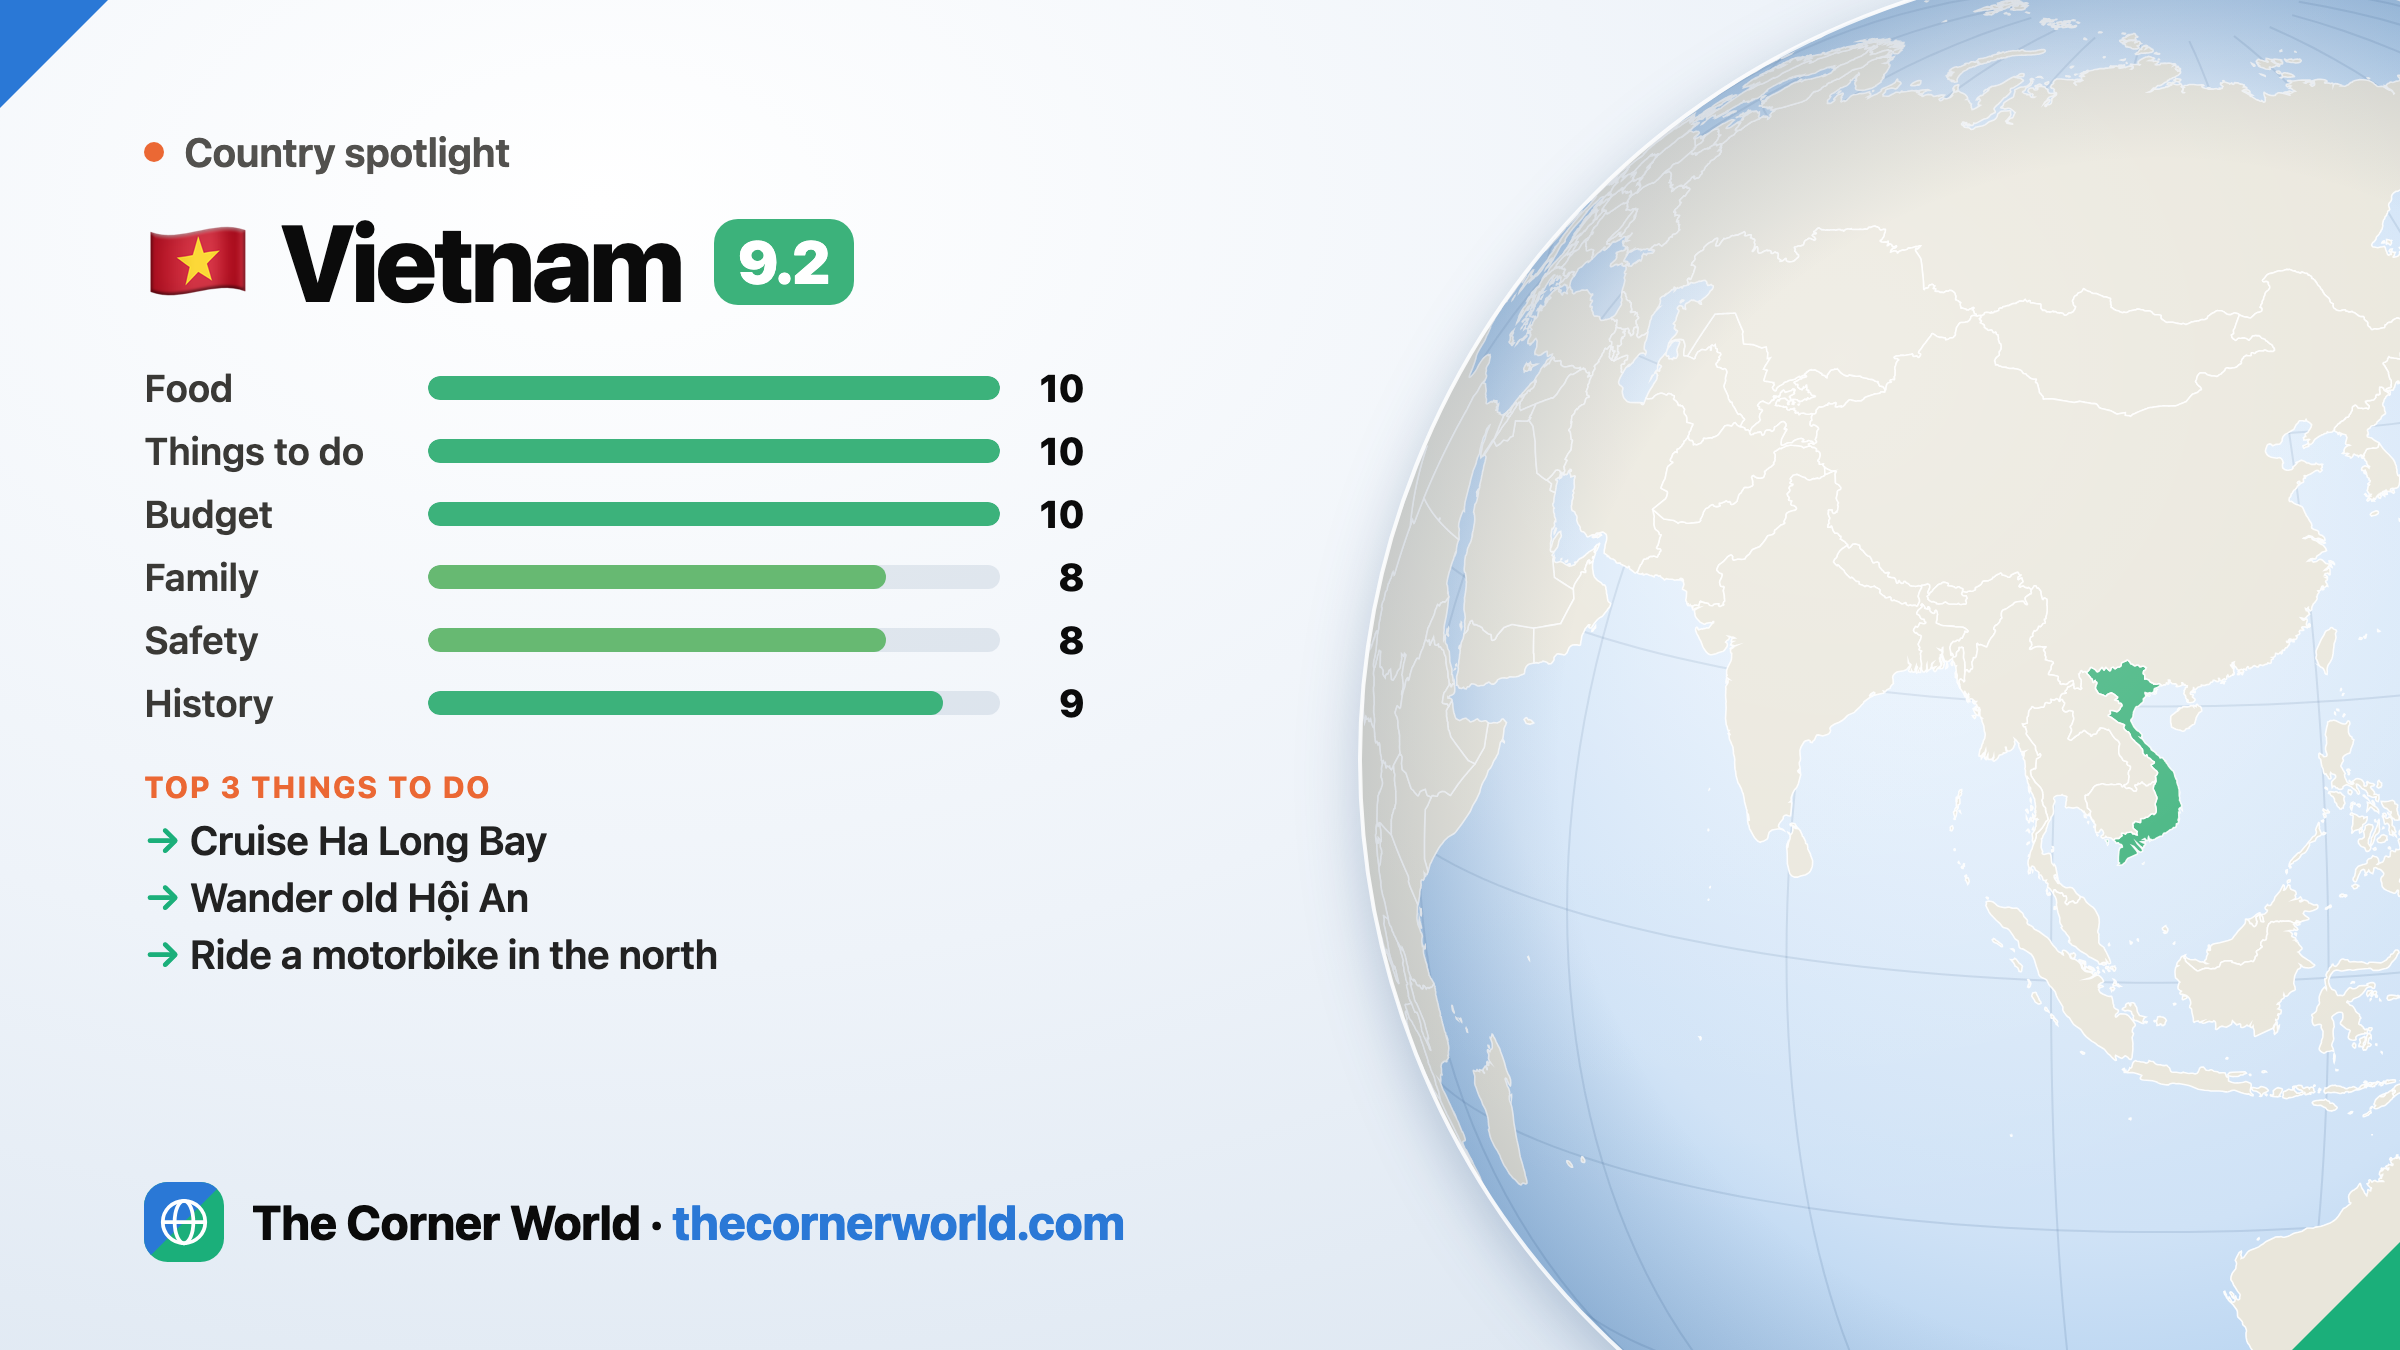 Country spotlight
Vietnam 9.2
Food 10
Things to do 10
Budget 10
Family 8
Safety 8
History 9
TOP 3 THINGS TO DO
→ Cruise Ha Long Bay
→ Wander old Hội An
→ Ride a motorbike in the north
The Corner World · thecornerworld.com